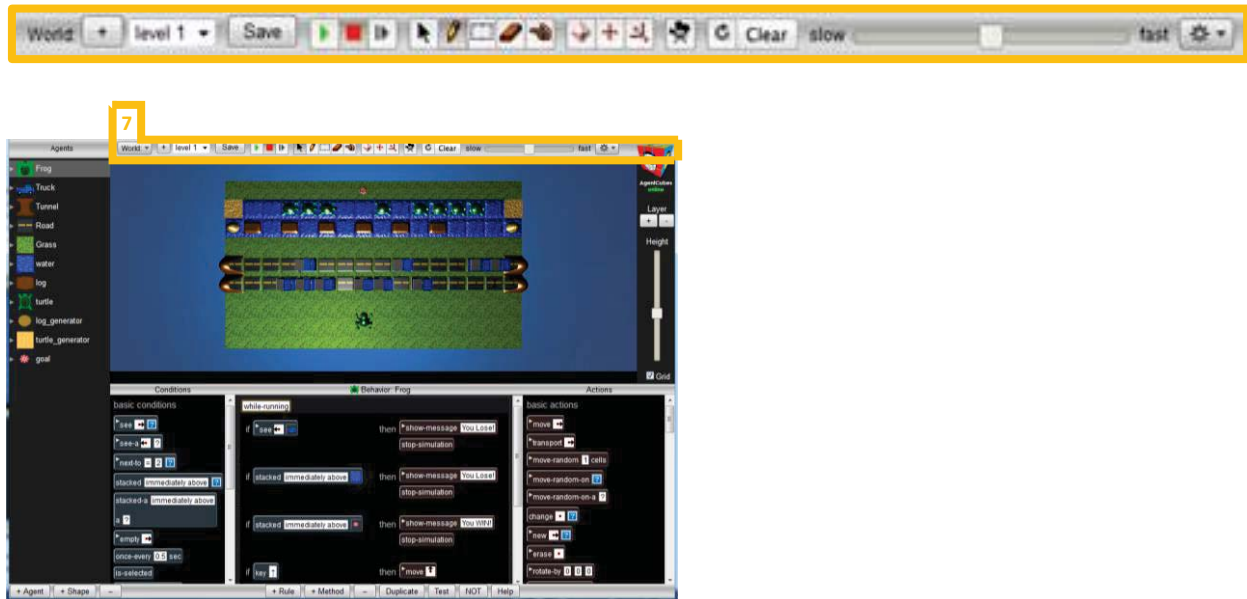 World: + level 1 Save Clear slow fast
7
Agents World + level 1 Save Clear slow fast
Frog
Truck
Tunnel
Road
Grass
water
log
turtle
log_generator
turtle_generator
goal
AgentCubes
online
Layer
+ -
Height
Grid
Conditions Behavior: Frog Actions
basic conditions
see ?
see-a ?
next-to = 2 ?
stacked immediately above ?
stacked-a immediately above
a ?
empty
once-every 0.5 sec
is-selected
while-running
if see then show-message You Lose!
stop-simulation
if stacked immediately above then show-message You Lose!
stop-simulation
if stacked immediately above then show-message You WIN!
stop-simulation
if key then move
basic actions
move
transport
move-random 1 cells
move-random-on ?
move-random-on-a ?
change ?
new ?
erase
rotate-by 0 0 0
+ Agent + Shape - + Rule + Method - Duplicate Test NOT Help